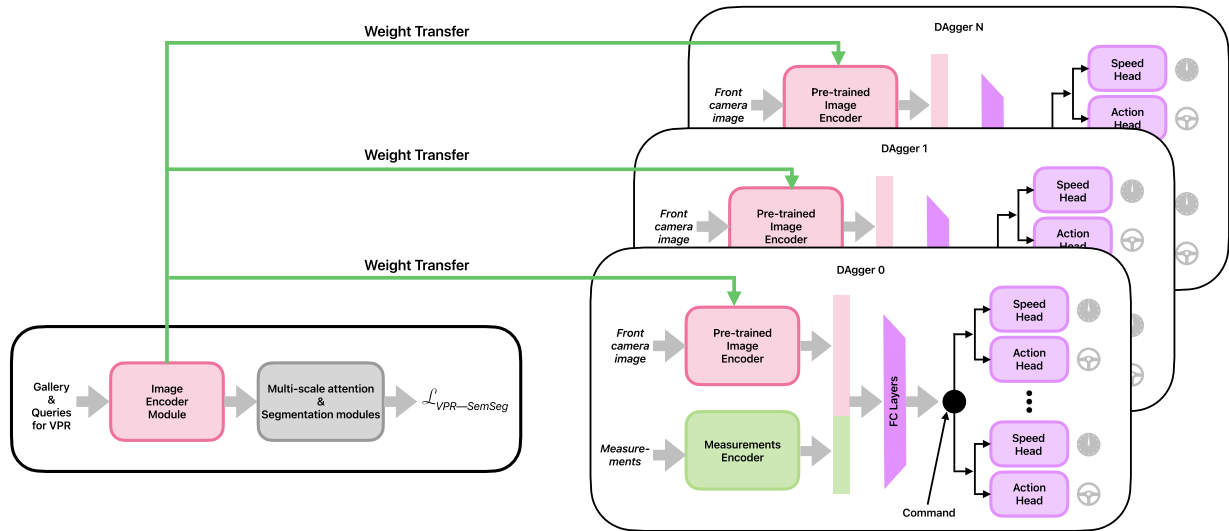 Weight Transfer
DAgger N
Front
camera
image
Pre-trained
Image
Encoder
Speed
Head
Action
Head
Weight Transfer
DAgger 1
Front
camera
image
Pre-trained
Image
Encoder
Speed
Head
Action
Head
Weight Transfer
DAgger 0
Front
camera
image
Pre-trained
Image
Encoder
Measure-
ments
Measurements
Encoder
FC Layers
Command
Speed
Head
Action
Head
Speed
Head
Action
Head
Gallery
&
Queries
for VPR
Image
Encoder
Module
Multi-scale attention
&
Segmentation modules
ℒVPR—SemSeg